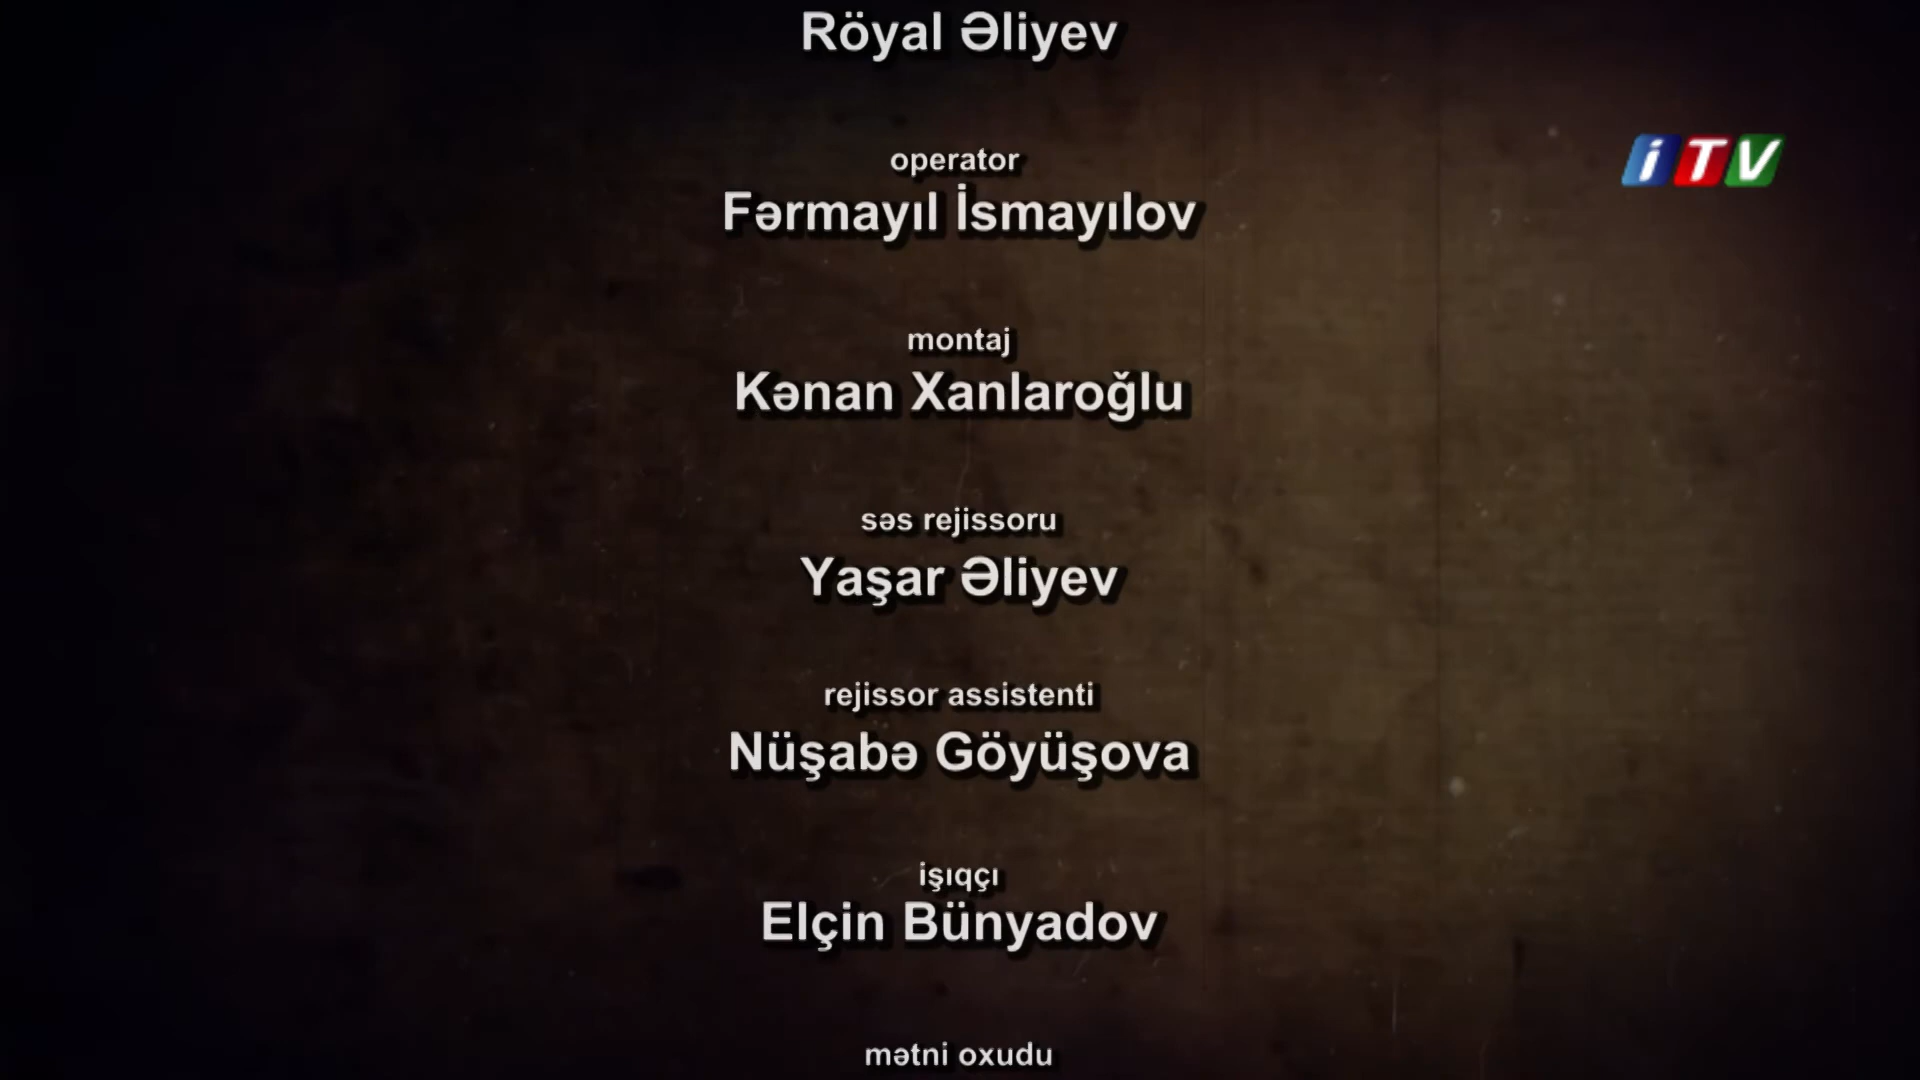 Röyal Əliyev
iTV
operator
Fərmayıl İsmayılov
montaj
Kənan Xanlaroğlu
səs rejissoru
Yaşar Əliyev
rejissor assistenti
Nüşabə Göyüşova
işıqçı
Elçin Bünyadov
mətni oxudu